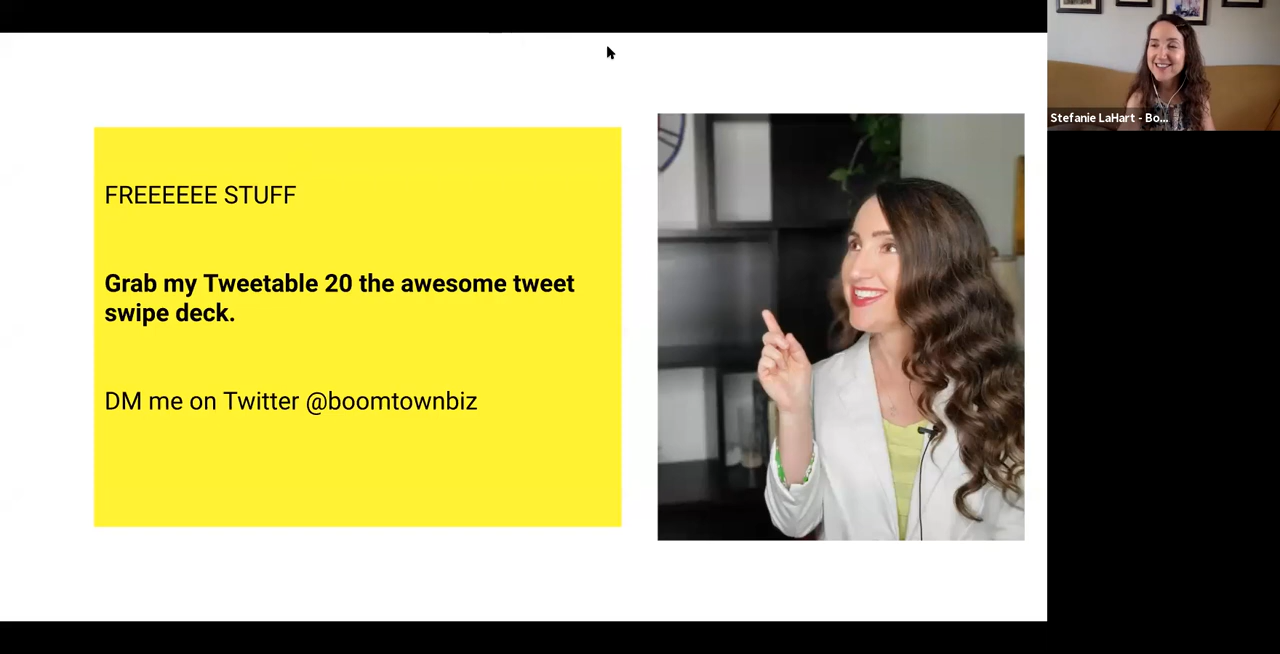 FREEEEEE STUFF
Grab my Tweetable 20 the awesome tweet
swipe deck.
DM me on Twitter @boomtownbiz
Stefanie LaHart - Bo...